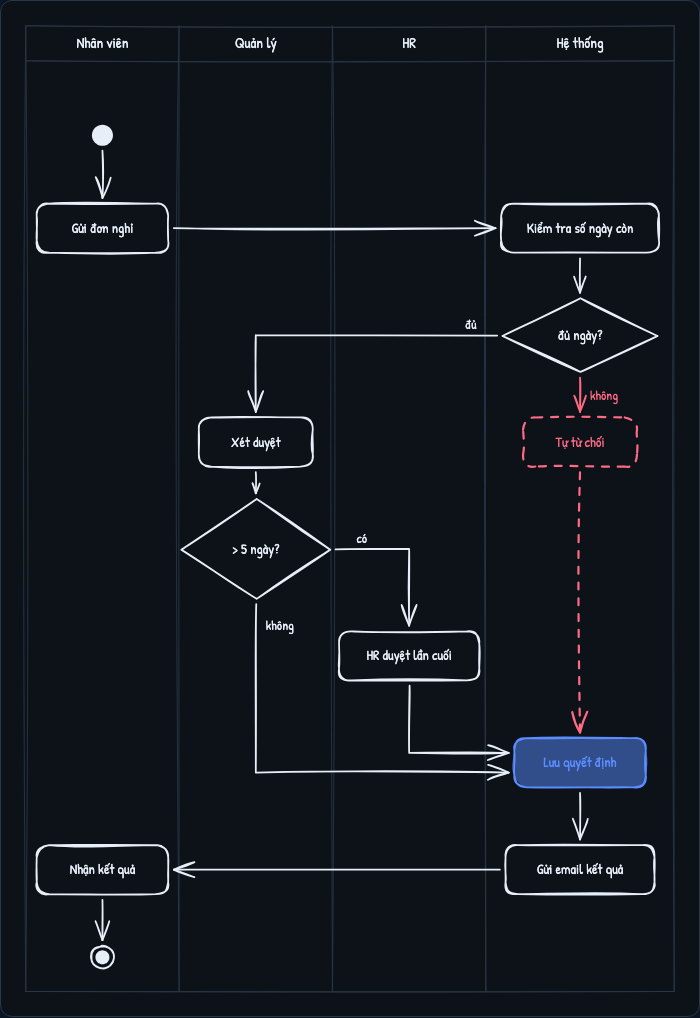 Nhân viên
Quản lý
HR
Hệ thống
Gửi đơn nghỉ
Kiểm tra số ngày còn
đủ
đủ ngày?
không
Xét duyệt
Tự từ chối
> 5 ngày?
có
không
HR duyệt lần cuối
Lưu quyết định
Nhận kết quả
Gửi email kết quả